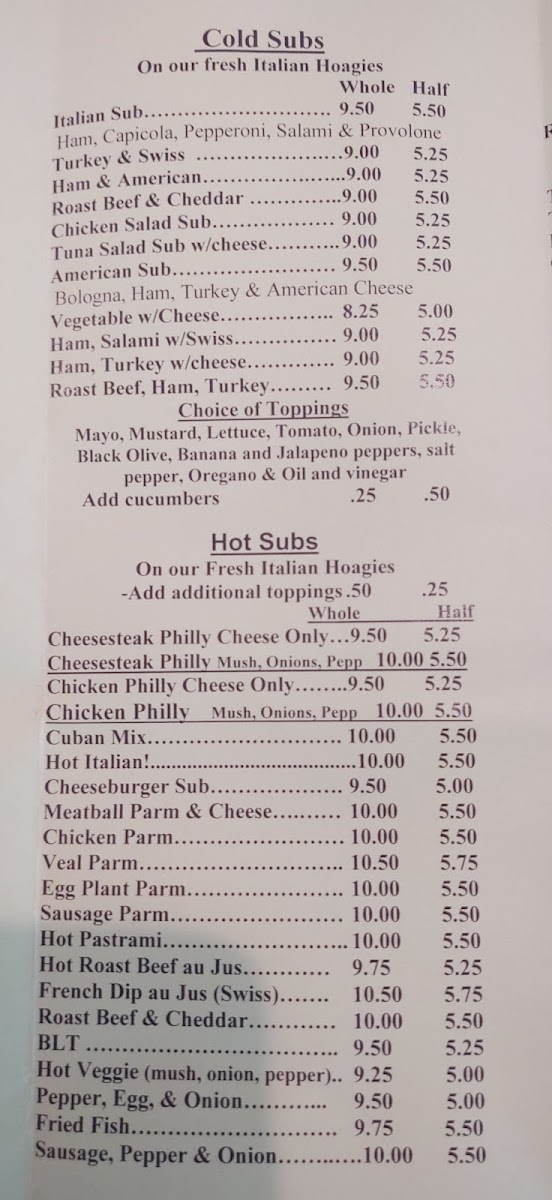 Cold Subs
On our fresh Italian Hoagies
Whole Half
Italian Sub............................. 9.50 5.50
Ham, Capicola, Pepperoni, Salami & Provolone
Turkey & Swiss .......................9.00 5.25
Ham & American.......................9.00 5.25
Roast Beef & Cheddar ..............9.00 5.50
Chicken Salad Sub................... 9.00 5.25
Tuna Salad Sub w/cheese...........9.00 5.25
American Sub.......................... 9.50 5.50
Bologna, Ham, Turkey & American Cheese
Vegetable w/Cheese.................. 8.25 5.00
Ham, Salami w/Swiss................ 9.00 5.25
Ham, Turkey w/cheese............. 9.00 5.25
Roast Beef, Ham, Turkey......... 9.50 5.50
Choice of Toppings
Mayo, Mustard, Lettuce, Tomato, Onion, Pickle,
Black Olive, Banana and Jalapeno peppers, salt
pepper, Oregano & Oil and vinegar
Add cucumbers .25 .50
Hot Subs
On our Fresh Italian Hoagies
-Add additional toppings .50 .25
Whole Half
Cheesesteak Philly Cheese Only...9.50 5.25
Cheesesteak Philly Mush, Onions, Pepp 10.00 5.50
Chicken Philly Cheese Only........9.50 5.25
Chicken Philly Mush, Onions, Pepp 10.00 5.50
Cuban Mix.............................. 10.00 5.50
Hot Italian!.........................................10.00 5.50
Cheeseburger Sub.................... 9.50 5.00
Meatball Parm & Cheese.......... 10.00 5.50
Chicken Parm.......................... 10.00 5.50
Veal Parm................................ 10.50 5.75
Egg Plant Parm........................ 10.00 5.50
Sausage Parm........................... 10.00 5.50
Hot Pastrami............................ 10.00 5.50
Hot Roast Beef au Jus............ 9.75 5.25
French Dip au Jus (Swiss)....... 10.50 5.75
Roast Beef & Cheddar............ 10.00 5.50
BLT ...................................... 9.50 5.25
Hot Veggie (mush, onion, pepper).. 9.25 5.00
Pepper, Egg, & Onion............ 9.50 5.00
Fried Fish................................ 9.75 5.50
Sausage, Pepper & Onion............10.00 5.50